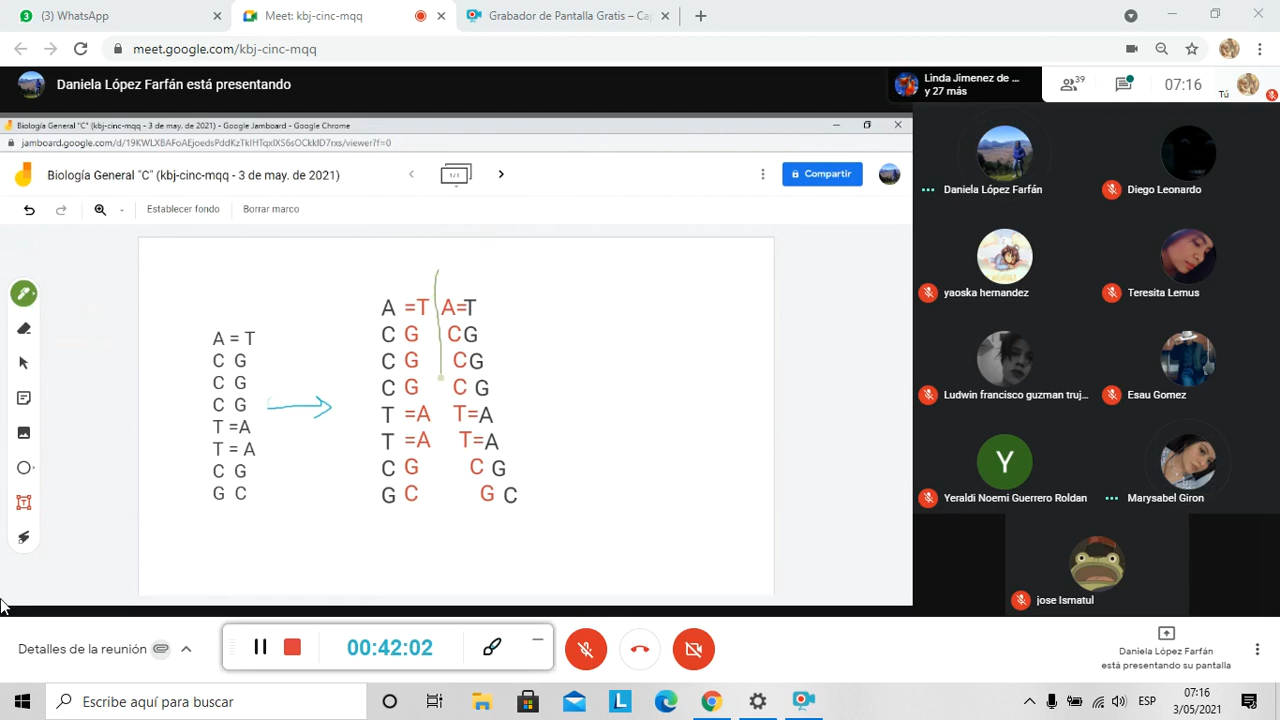 (3) WhatsApp
Meet: kbj-cinc-mqq
Grabador de Pantalla Gratis – Ca
meet.google.com/kbj-cinc-mqq
Daniela López Farfán está presentando
Linda Jimenez de ...
y 27 más
39
07:16
Tú
Biología General "C" (kbj-cinc-mqq - 3 de may. de 2021) - Google Jamboard - Google Chrome
Biología General "C" (kbj-cinc-mqq - 3 de may. de 2021)
1/1
Compartir
Establecer fondo
Borrar marco
A = T
C G
C G
C G
T =A
T = A
C G
G C
A =T A=T
C G CG
C G CG
C G C G
T =A T=A
T =A T=A
C G C G
G C G C
Daniela López Farfán
Diego Leonardo
yaoska hernandez
Teresita Lemus
Ludwin francisco guzman truj...
Esau Gomez
Y
Yeraldi Noemi Guerrero Roldan
Marysabel Giron
jose Ismatul
Detalles de la reunión
00:42:02
Daniela López Farfán
está presentando su pantalla
Escribe aquí para buscar
L
ESP
07:16
3/05/2021